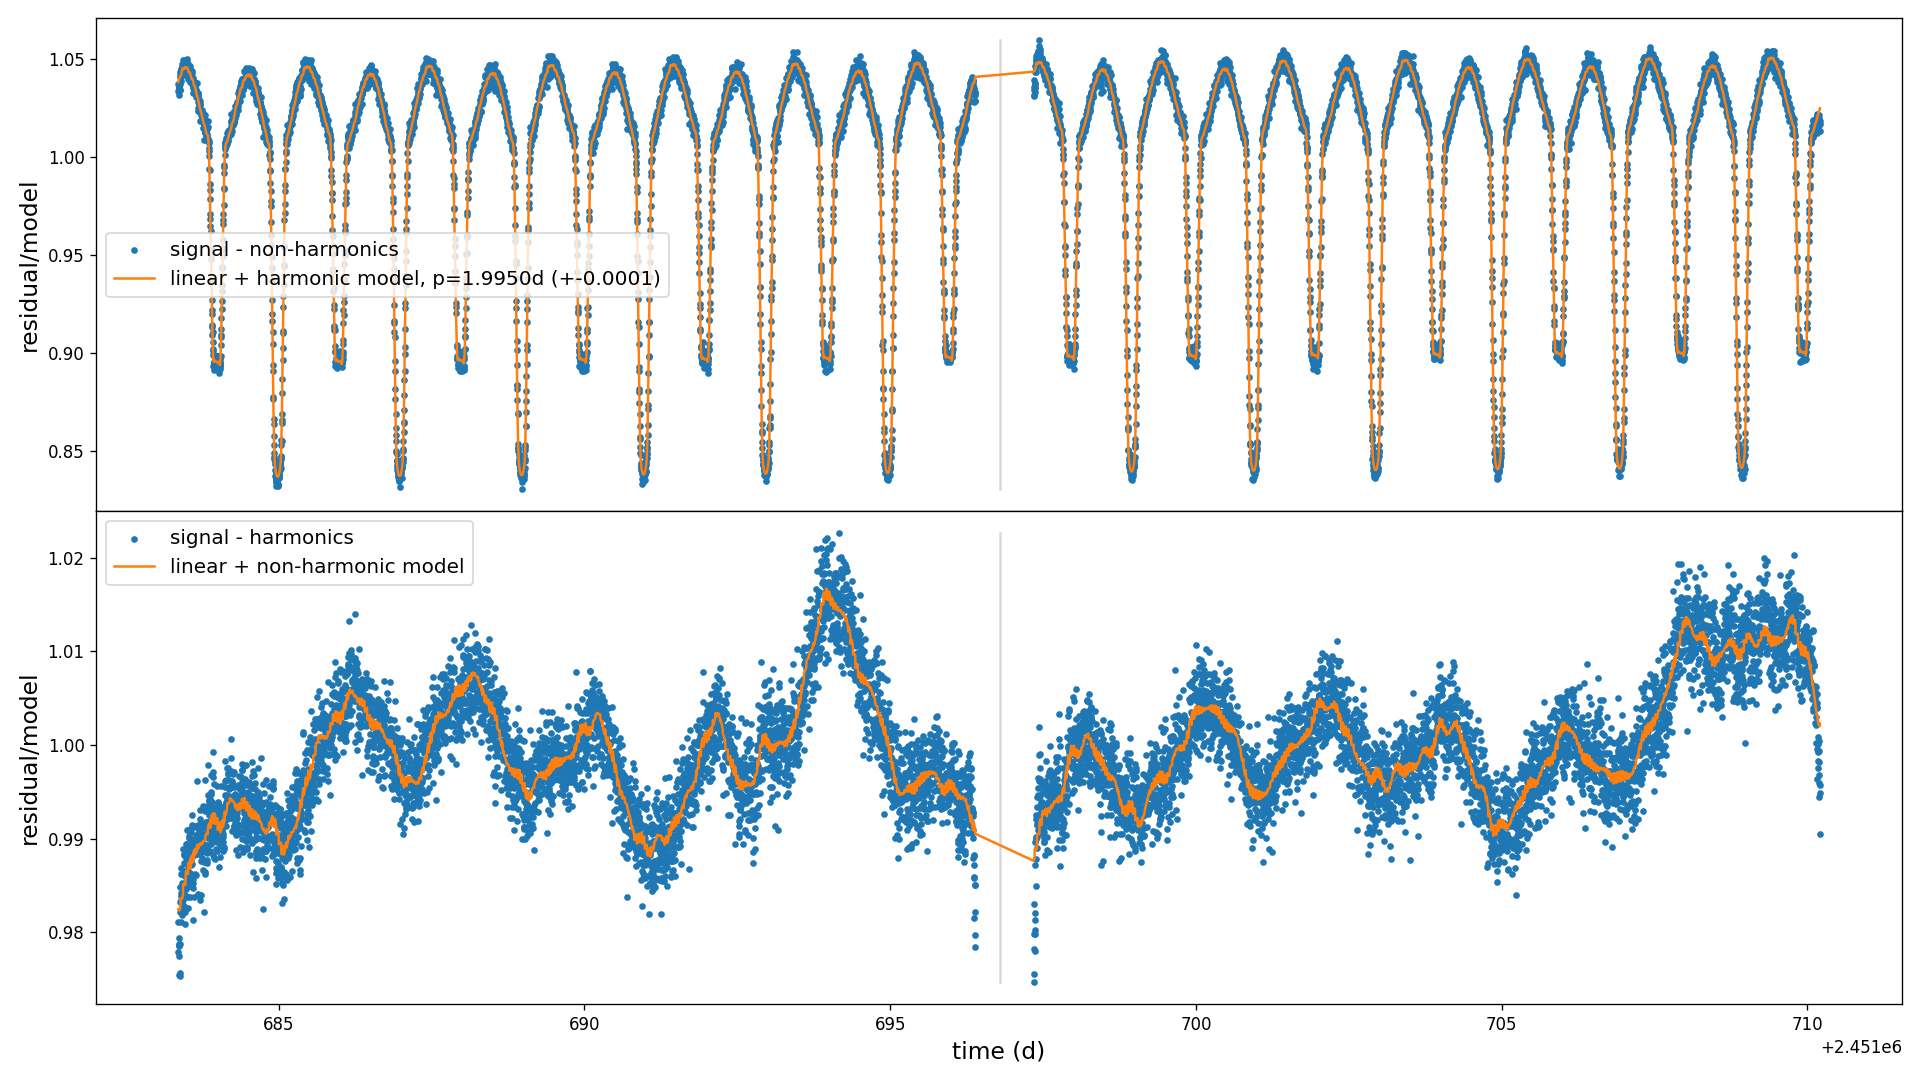 1.05
1.00
0.95
0.90
0.85
residual/model
signal - non-harmonics
linear + harmonic model, p=1.9950d (+-0.0001)
signal - harmonics
linear + non-harmonic model
1.02
1.01
1.00
0.99
0.98
residual/model
685 690 695 700 705 710
time (d)
+2.451e6